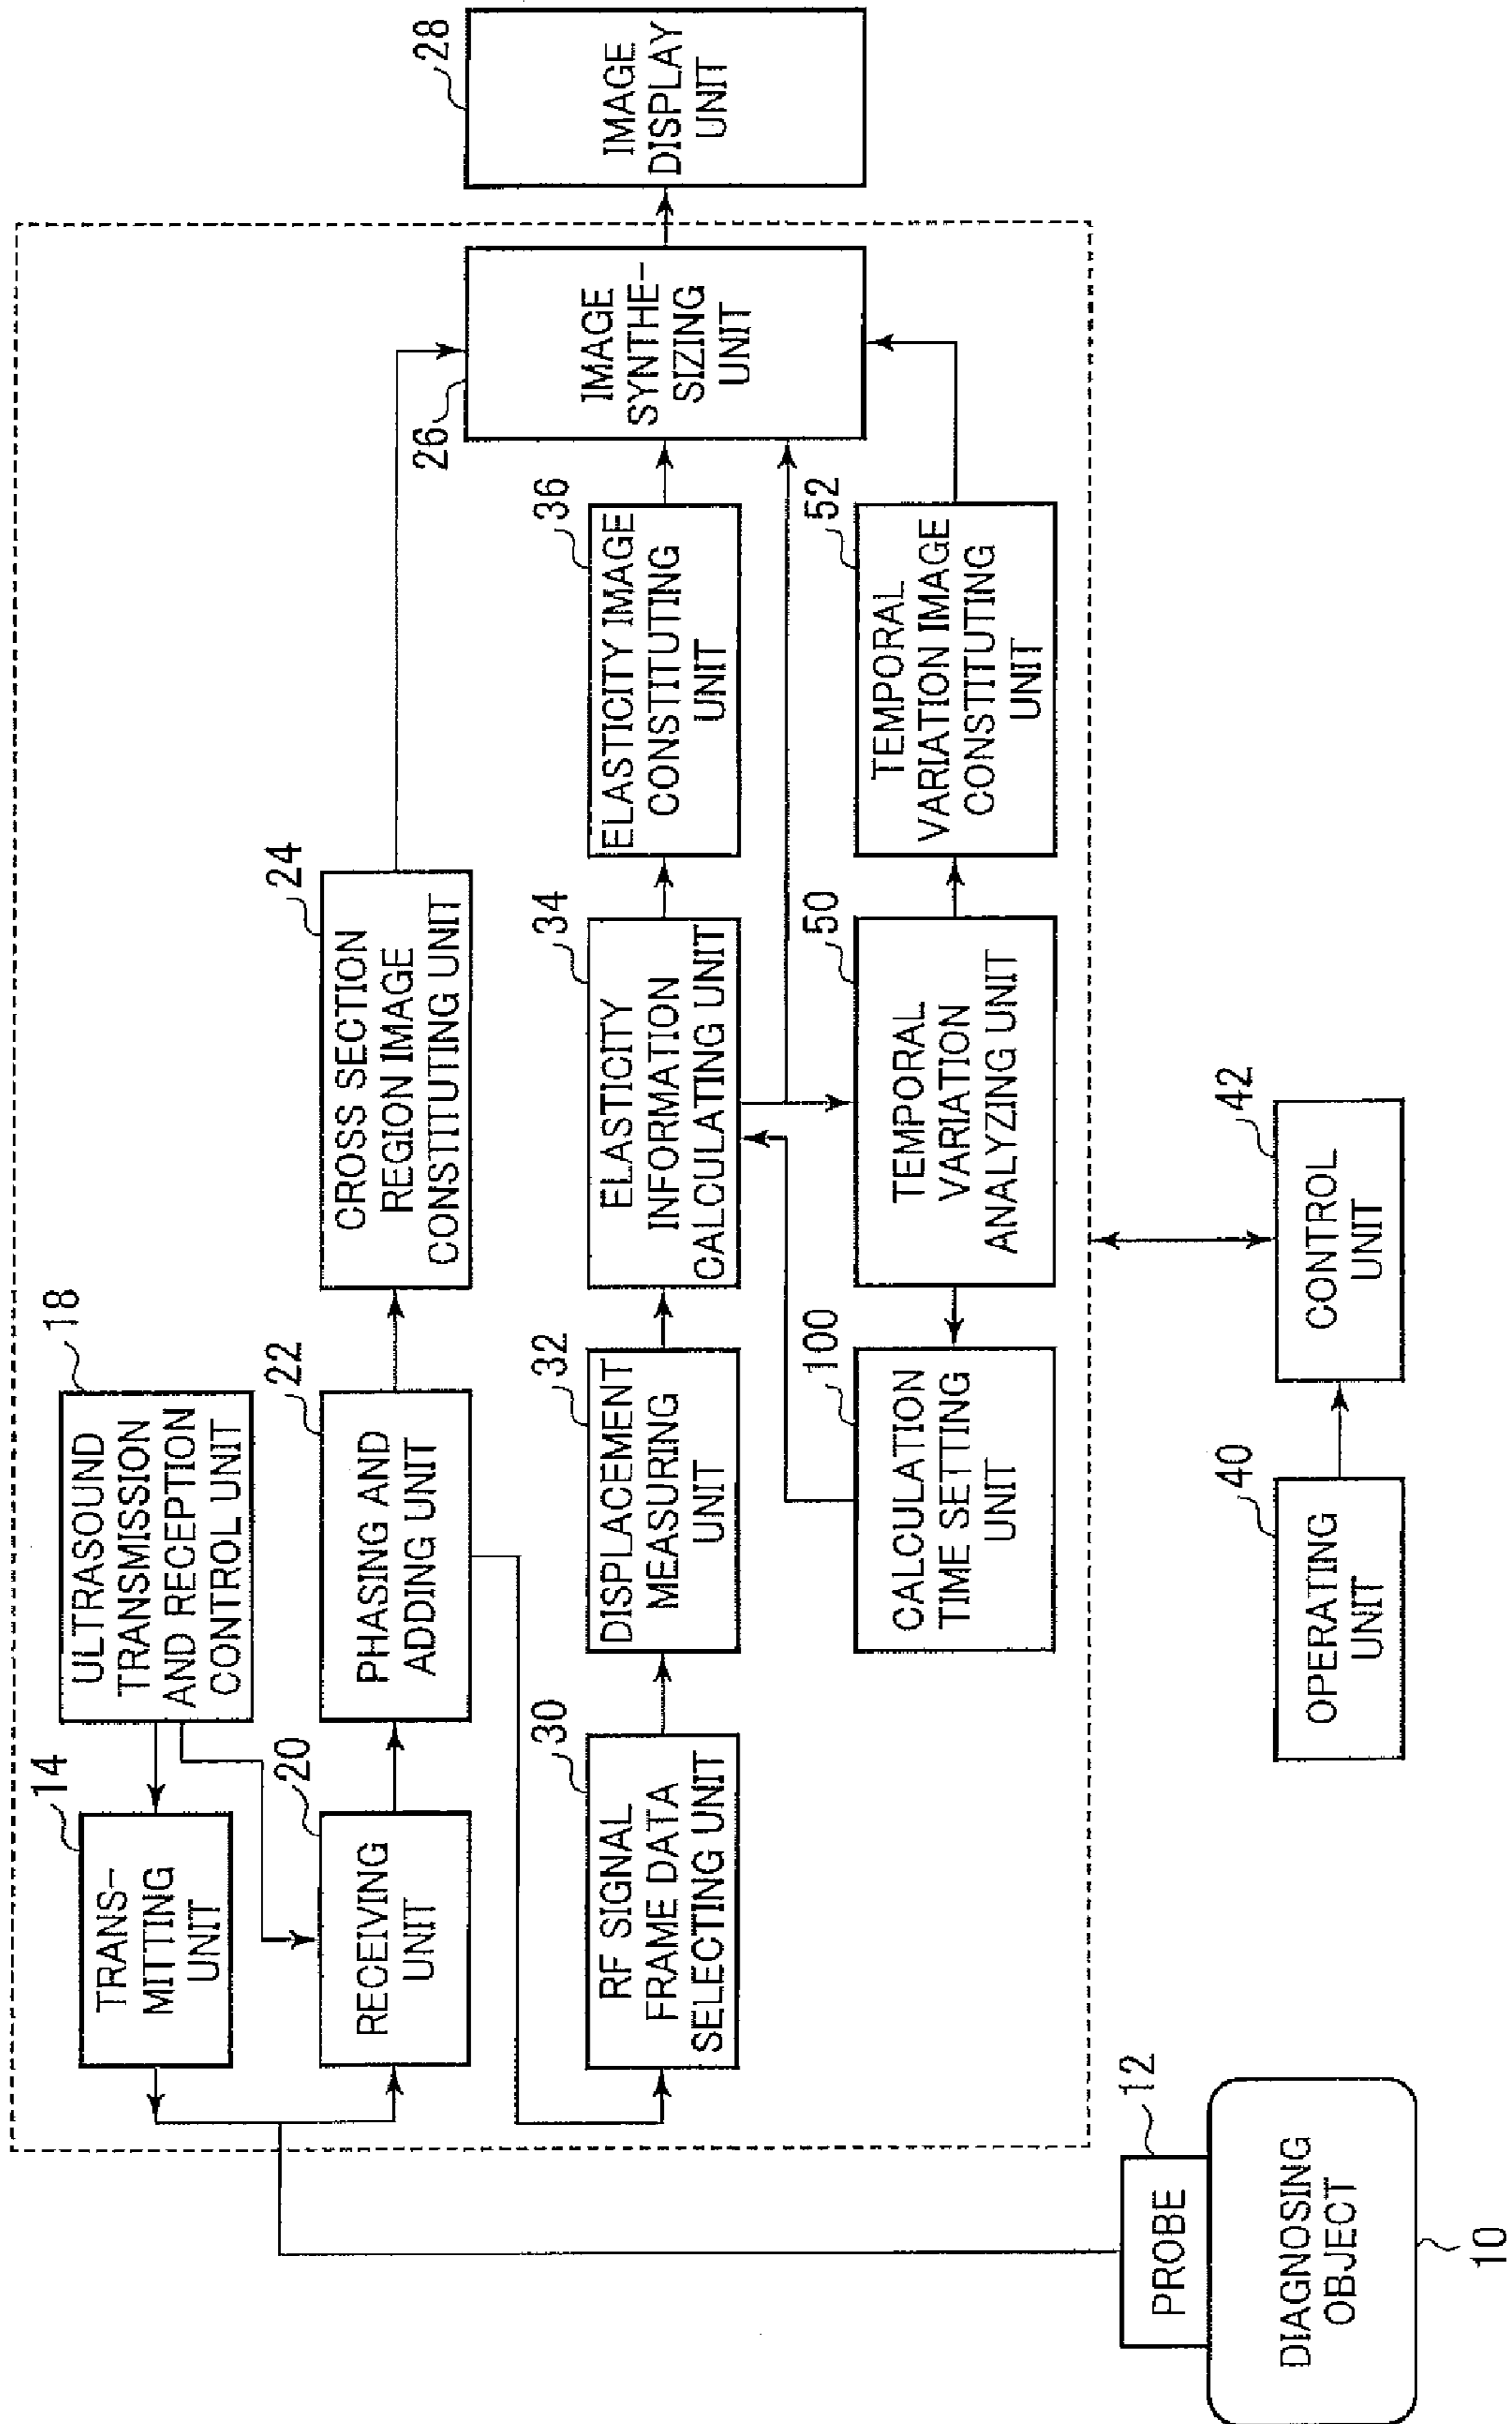 18
ULTRASOUND
TRANSMISSION
AND RECEPTION
CONTROL UNIT
14
TRANS-
MITTING
UNIT
20
RECEIVING
UNIT
22
PHASING AND
ADDING UNIT
24
CROSS SECTION
REGION IMAGE
CONSTITUTING UNIT
26
IMAGE
SYNTHE-
SIZING
UNIT
28
IMAGE
DISPLAY
UNIT
30
RF SIGNAL
FRAME DATA
SELECTING UNIT
32
DISPLACEMENT
MEASURING
UNIT
34
ELASTICITY
INFORMATION
CALCULATING UNIT
36
ELASTICITY IMAGE
CONSTITUTING
UNIT
100
CALCULATION
TIME SETTING
UNIT
50
TEMPORAL
VARIATION
ANALYZING UNIT
52
TEMPORAL
VARIATION IMAGE
CONSTITUTING
UNIT
12
PROBE
DIAGNOSING
OBJECT
10
40
OPERATING
UNIT
42
CONTROL
UNIT